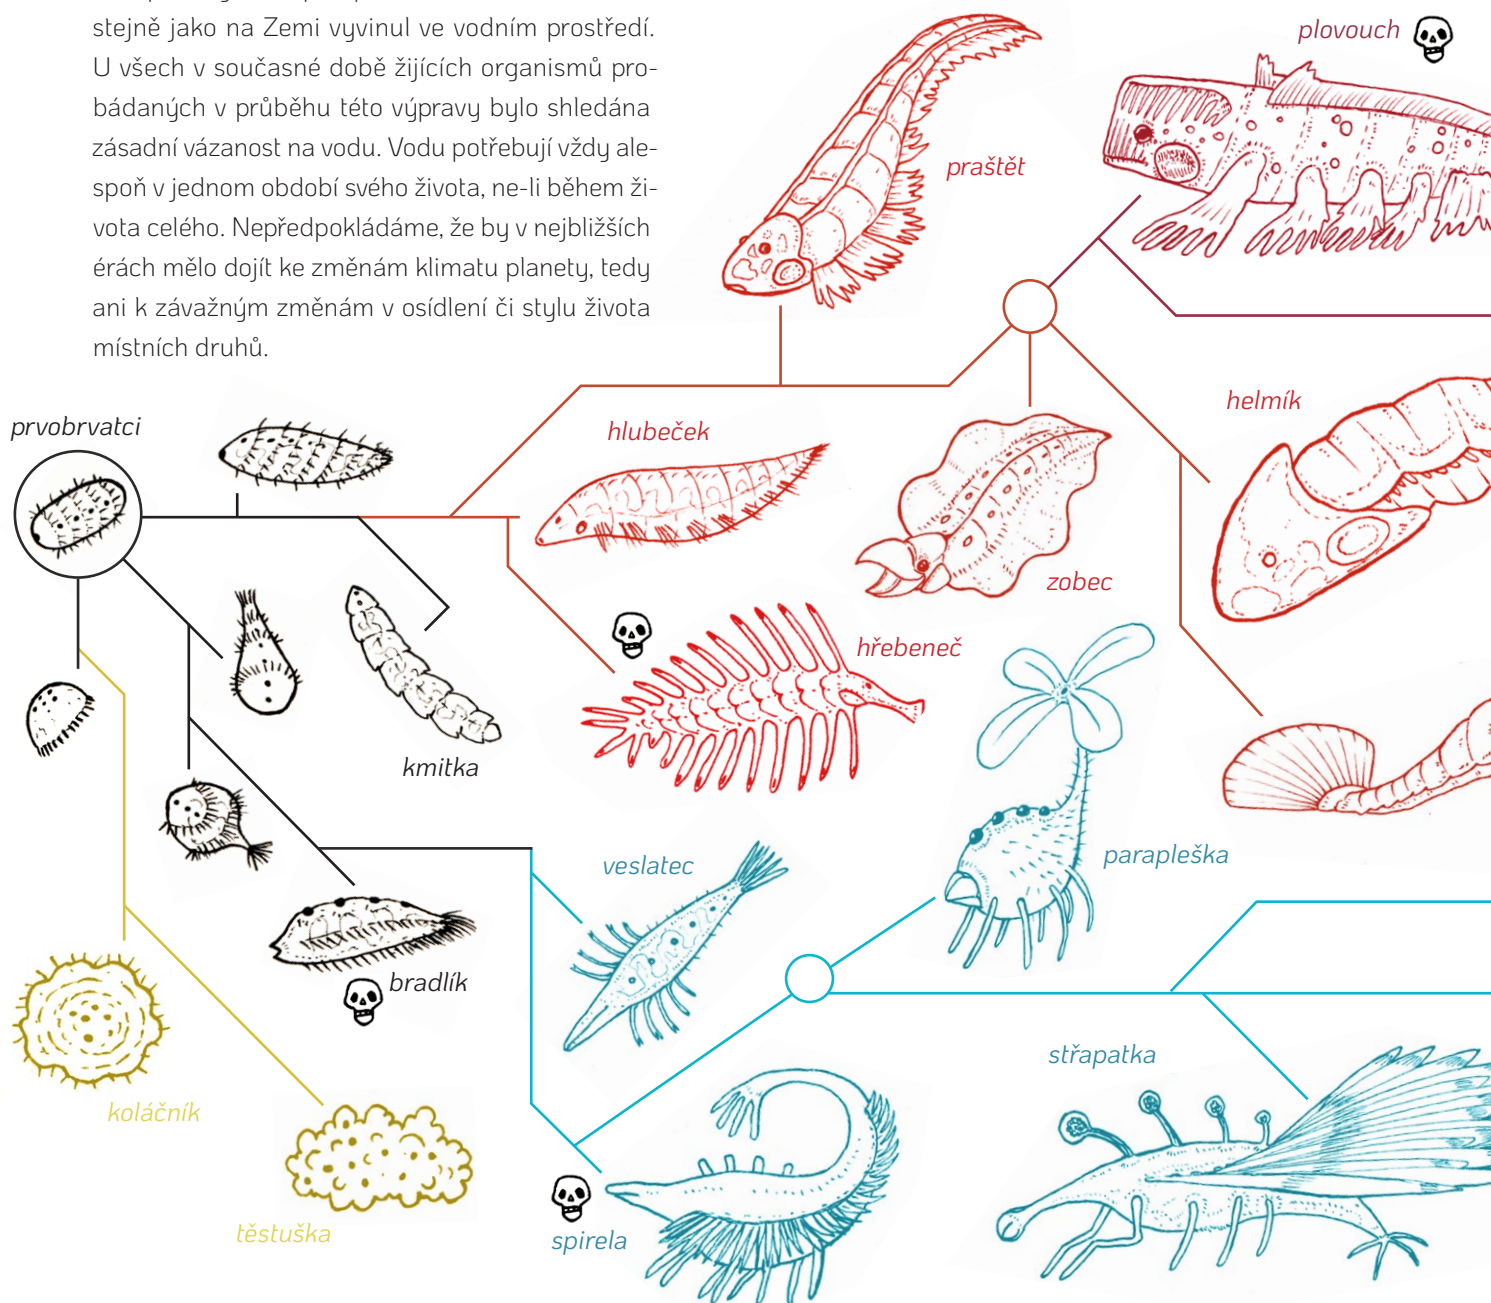 stejně jako na Zemi vyvinul ve vodním prostředí.
U všech v současné době žijících organismů pro-
bádaných v průběhu této výpravy bylo shledána
zásadní vázanost na vodu. Vodu potřebují vždy ale-
spoň v jednom období svého života, ne-li během ži-
vota celého. Nepředpokládáme, že by v nejbližších
érách mělo dojít ke změnám klimatu planety, tedy
ani k závažným změnám v osídlení či stylu života
místních druhů.
plovouch
praštět
helmík
prvobrvatci
hlubeček
zobec
hřebeneč
kmitka
parapleška
veslatec
bradlík
střapatka
koláčník
těstuška
spirela